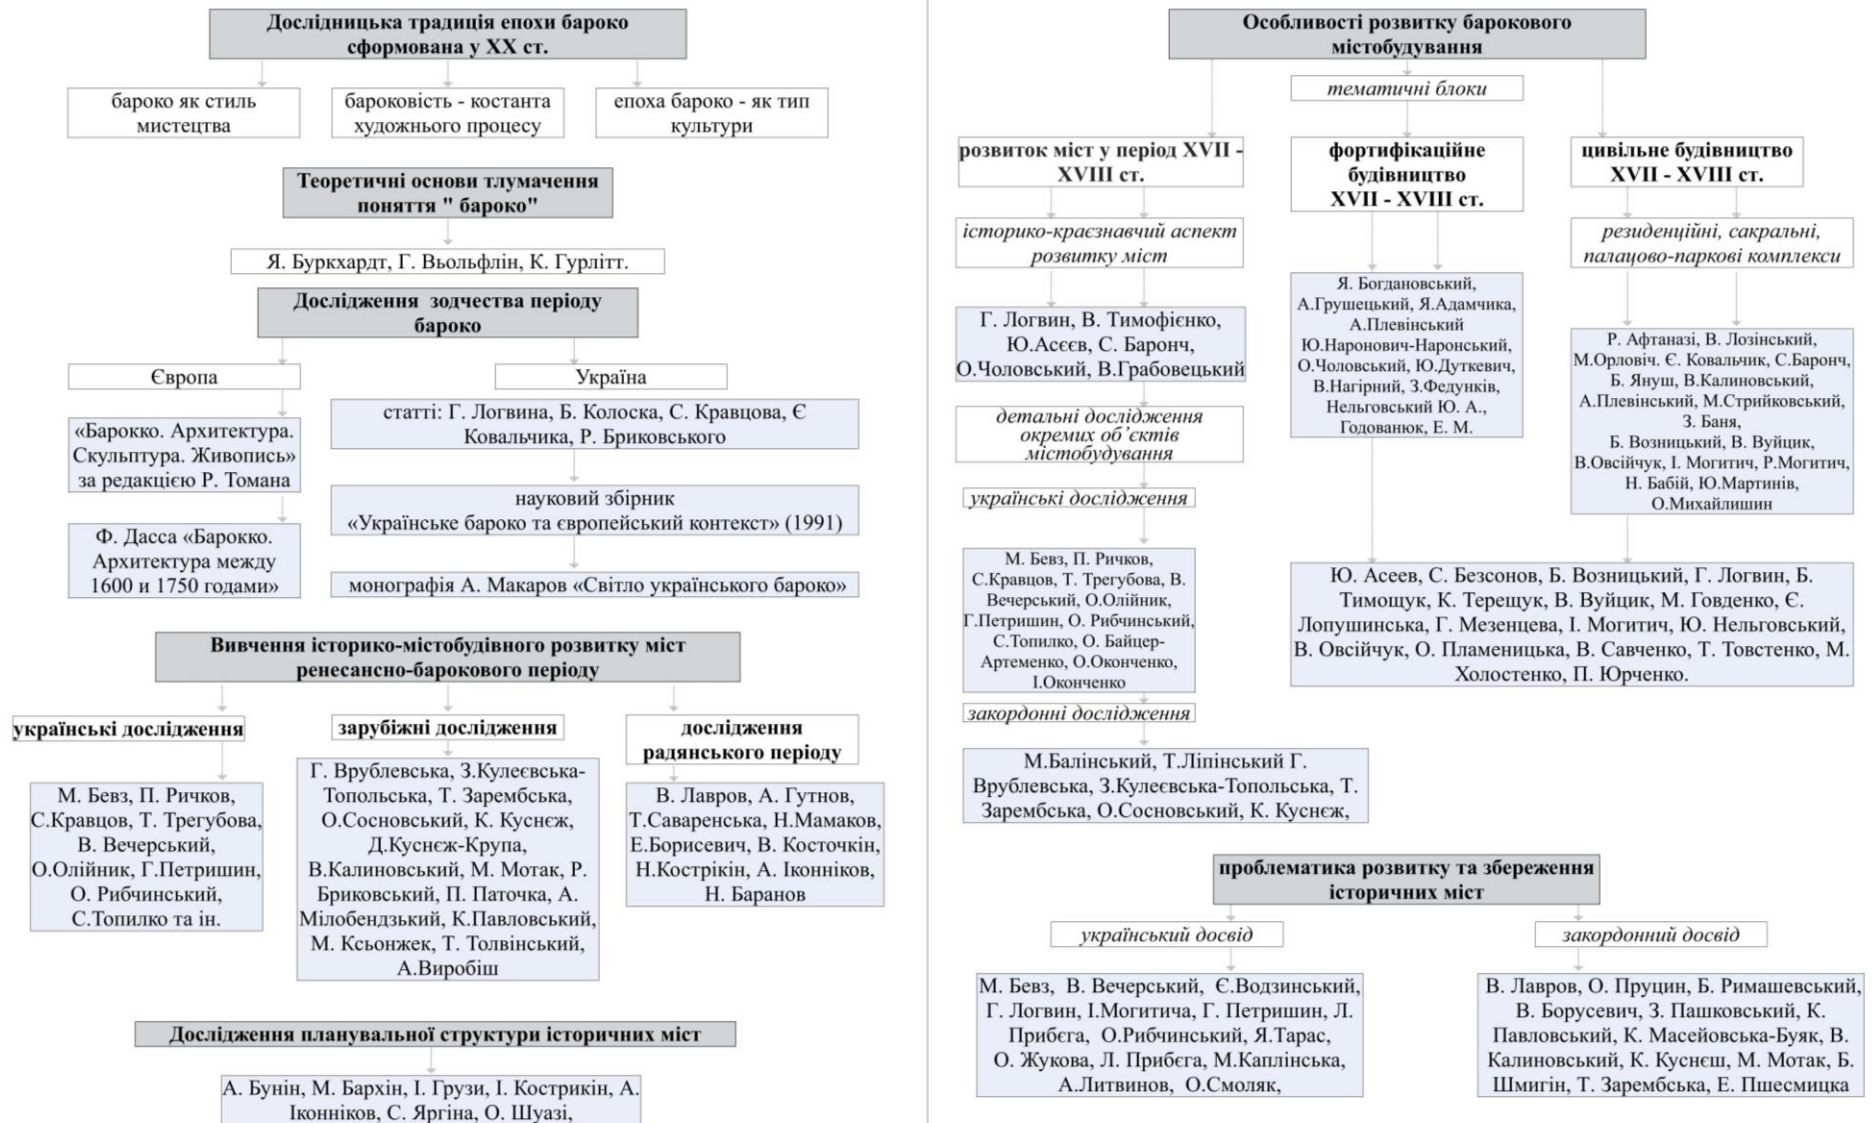 Дослідницька традиція епохи бароко
сформована у XX ст.
бароко як стиль
мистецтва
бароковість - костанта
художнього процесу
епоха бароко - як тип
культури
Теоретичні основи тлумачення
поняття " бароко"
Я. Буркхардт, Г. Вьольфлін, К. Гурлітт.
Дослідження зодчества періоду
бароко
Європа
Україна
«Барокко. Архитектура.
Скульптура. Живопись»
за редакцією Р. Томана
Ф. Дасса «Барокко.
Архитектура между
1600 и 1750 годами»
статті: Г. Логвина, Б. Колоска, С. Кравцова, Є
Ковальчика, Р. Бриковського
науковий збірник
«Українське бароко та європейский контекст» (1991)
монографія А. Макаров «Світло українського бароко»
Вивчення історико-містобудівного розвитку міст
ренесансно-барокового періоду
українські дослідження
М. Бевз, П. Ричков,
С.Кравцов, Т. Трегубова,
В. Вечерський,
О.Олійник, Г.Петришин,
О. Рибчинський,
С.Топилко та ін.
зарубіжні дослідження
Г. Врублевська, З.Кулеєвська-
Топольська, Т. Зарембська,
О.Сосновський, К. Куснєж,
Д.Куснєж-Крупа,
В.Калиновський, М. Мотак, Р.
Бриковський, П. Паточка, А.
Мілобендзький, К.Павловський,
М. Ксьонжек, Т. Толвінський,
А.Виробіш
дослідження
радянського періоду
В. Лавров, А. Гутнов,
Т.Саваренська, Н.Мамаков,
Е.Борисевич, В. Косточкін,
Н.Кострікін, А. Іконніков,
Н. Баранов
Дослідження планувальної структури історичних міст
А. Бунін, М. Бархін, І. Грузи, І. Кострикін, А.
Іконніков, С. Яргіна, О. Шуазі,
Особливості розвитку барокового
містобудування
тематичні блоки
розвиток міст у період XVII -
XVIII ст.
історико-краєзнавчий аспект
розвитку міст
Г. Логвин, В. Тимофієнко,
Ю.Асєєв, С. Баронч,
О.Чоловський, В.Грабовецький
детальні дослідження
окремих об’єктів
містобудування
українські дослідження
М. Бевз, П. Ричков,
С.Кравцов, Т. Трегубова, В.
Вечерський, О.Олійник,
Г.Петришин, О. Рибчинський,
С.Топилко, О. Байцер-
Артеменко, О.Оконченко,
І.Оконченко
закордонні дослідження
М.Балінський, Т.Ліпінський Г.
Врублевська, З.Кулеєвська-Топольська, Т.
Зарембська, О.Сосновський, К. Куснєж,
фортифікаційне
будівництво
XVII - XVIII ст.
Я. Богдановський,
А.Грушецький, Я.Адамчика,
А.Плевінський
Ю.Наронович-Наронський,
О.Чоловський, Ю.Дуткевич,
В.Нагірний, З.Федунків,
Нельговський Ю. А.,
Годованюк, Е. М.
цивільне будівництво
XVII - XVIII ст.
резиденційні, сакральні,
палацово-паркові комплекси
Р. Афтаназі, В. Лозінський,
М.Орловіч. Є. Ковальчик, С.Баронч,
Б. Януш, В.Калиновський,
А.Плевінський, М.Стрийковський,
З. Баня,
Б. Возницький, В. Вуйцик,
В.Овсійчук, І. Могитич, Р.Могитич,
Н. Бабій, Ю.Мартинів,
О.Михайлишин
Ю. Асеев, С. Безсонов, Б. Возницький, Г. Логвин, Б.
Тимощук, К. Терещук, В. Вуйцик, М. Говденко, Є.
Лопушинська, Г. Мезенцева, І. Могитич, Ю. Нельговський,
В. Овсійчук, О. Пламеницька, В. Савченко, Т. Товстенко, М.
Холостенко, П. Юрченко.
проблематика розвитку та збереження
історичних міст
український досвід
М. Бевз, В. Вечерський, Є.Водзинський,
Г. Логвин, І.Могитича, Г. Петришин, Л.
Прибєга, О.Рибчинський, Я.Тарас,
О. Жукова, Л. Прибєга, М.Каплінська,
А.Литвинов, О.Смоляк,
закордонний досвід
В. Лавров, О. Пруцин, Б. Римашевський,
В. Борусевич, З. Пашковський, К.
Павловський, К. Масейовська-Буяк, В.
Калиновський, К. Куснєш, М. Мотак, Б.
Шмигін, Т. Зарембська, Е. Пшесмицка